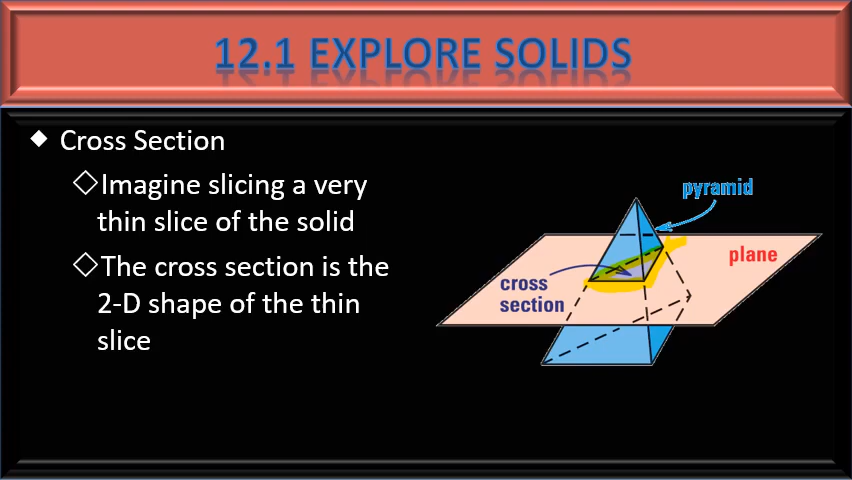 12.1 EXPLORE SOLIDS
Cross Section
Imagine slicing a very
thin slice of the solid
The cross section is the
2-D shape of the thin
slice
pyramid
plane
cross
section